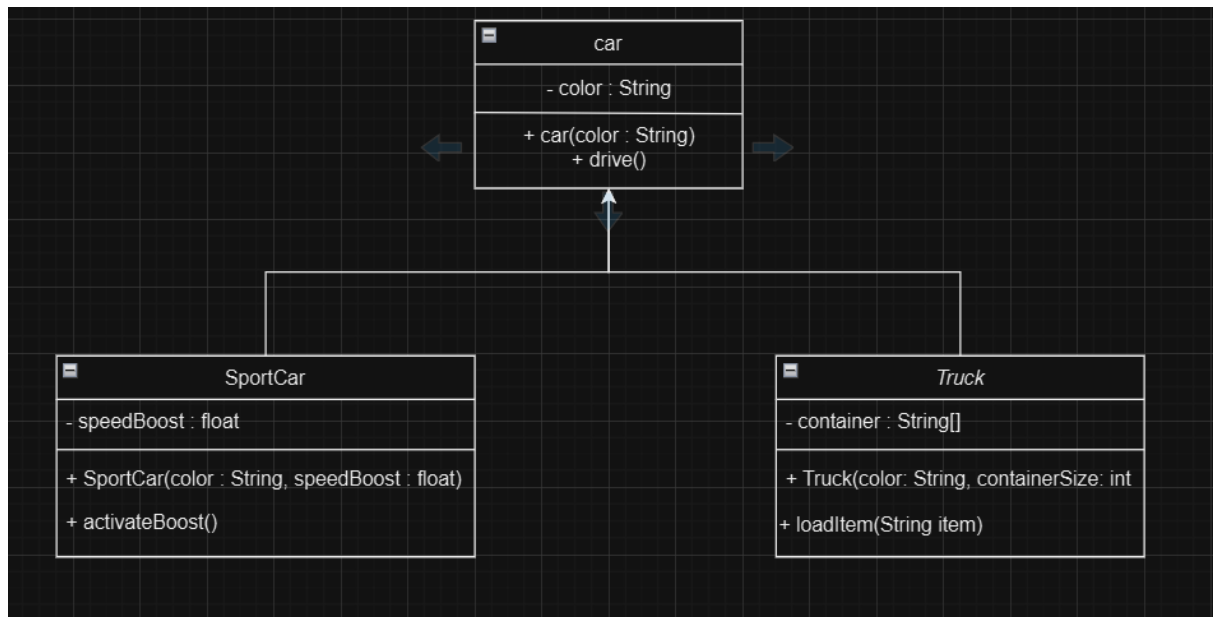 car
- color : String
+ car(color : String)
+ drive()
SportCar
- speedBoost : float
+ SportCar(color : String, speedBoost : float)
+ activateBoost()
Truck
- container : String[]
+ Truck(color: String, containerSize: int
+ loadItem(String item)